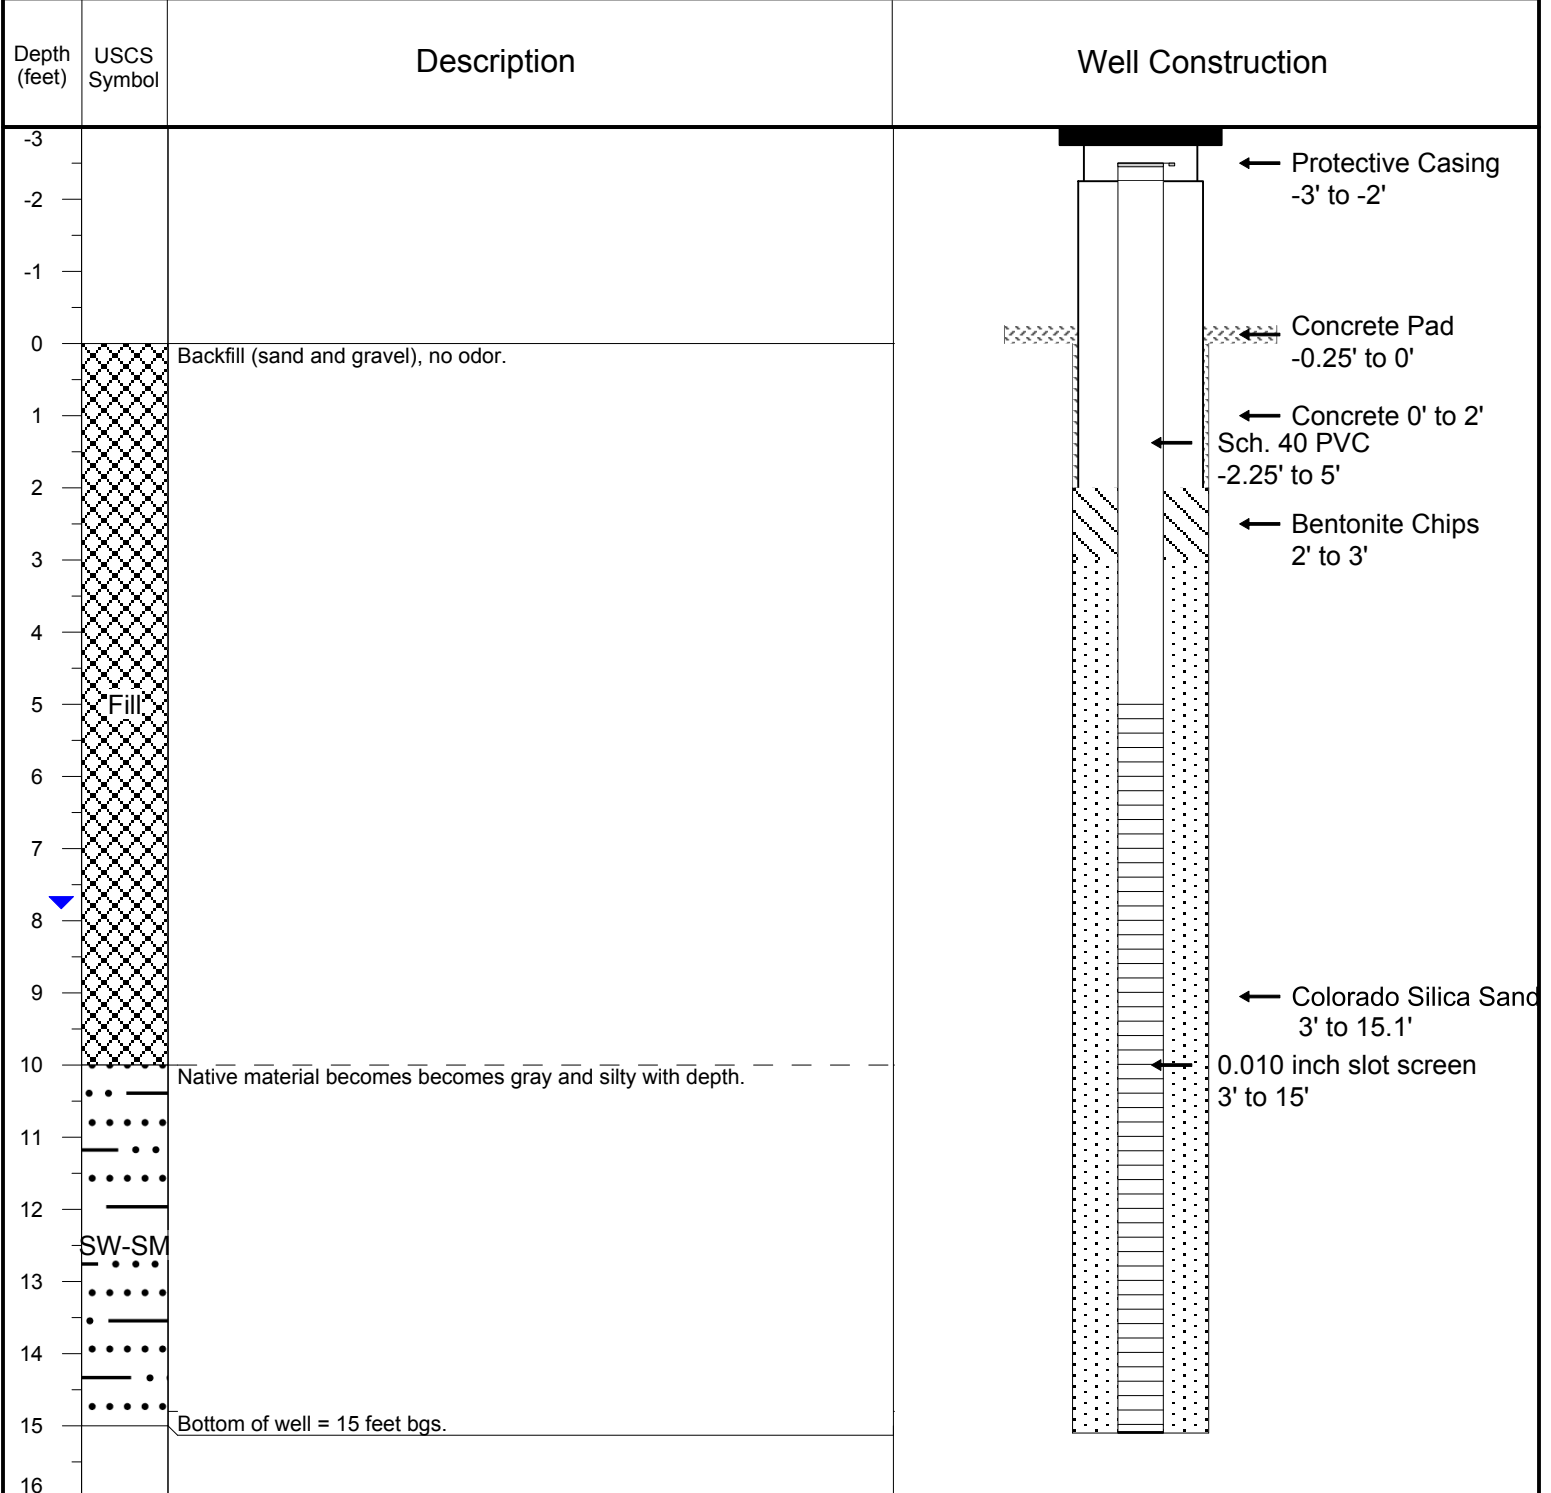 Depth
(feet)
USCS
Symbol
Description
Well Construction
-3
Protective Casing
-3' to -2'
-2
-1
Concrete Pad
-0.25' to 0'
0
Backfill (sand and gravel), no odor.
1
Concrete 0' to 2'
Sch. 40 PVC
-2.25' to 5'
2
Bentonite Chips
2' to 3'
3
4
5
Fill
6
7
8
9
Colorado Silica Sand
3' to 15.1'
10
Native material becomes becomes gray and silty with depth.
0.010 inch slot screen
3' to 15'
11
12
SW-SM
13
14
15
Bottom of well = 15 feet bgs.
16